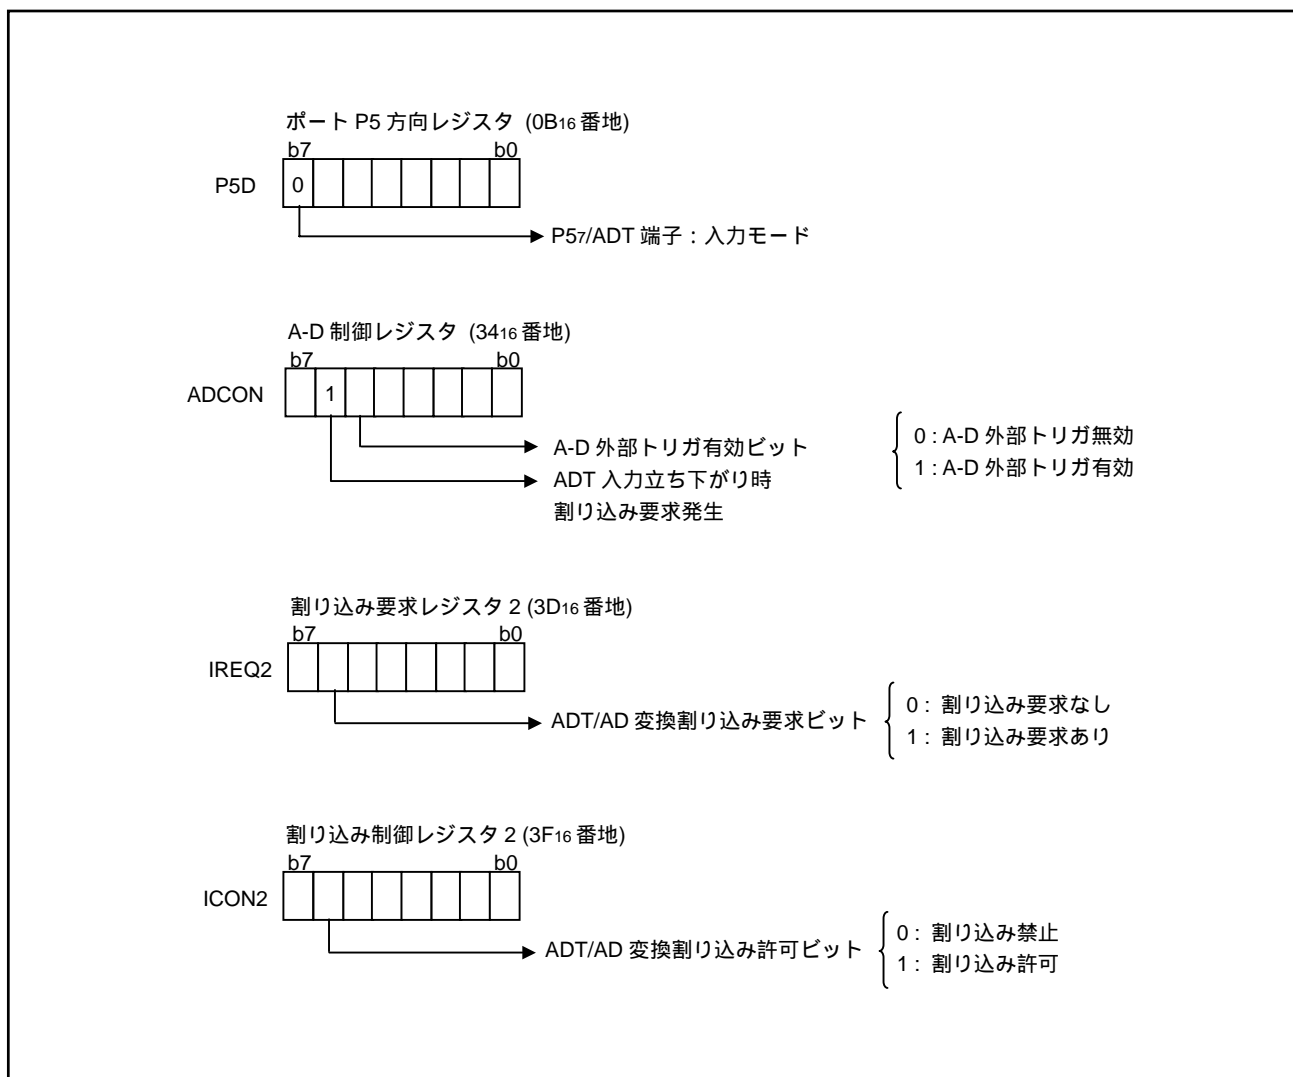 ポート P5 方向レジスタ (0B16 番地)
b7 b0
P5D 0
P57/ADT 端子：入力モード
A-D 制御レジスタ (3416 番地)
b7 b0
ADCON 1
A-D 外部トリガ有効ビット
0 : A-D 外部トリガ無効
1 : A-D 外部トリガ有効
ADT 入力立ち下がり時
割り込み要求発生
割り込み要求レジスタ 2 (3D16 番地)
b7 b0
IREQ2
ADT/AD 変換割り込み要求ビット
0 : 割り込み要求なし
1 : 割り込み要求あり
割り込み制御レジスタ 2 (3F16 番地)
b7 b0
ICON2
ADT/AD 変換割り込み許可ビット
0 : 割り込み禁止
1 : 割り込み許可